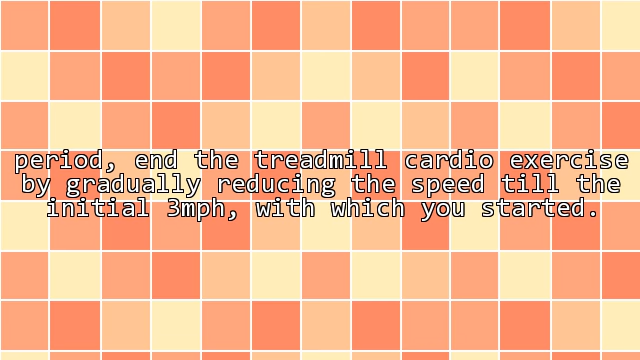 period, end the treadmill cardio exercise
by gradually reducing the speed till the
initial 3mph, with which you started.